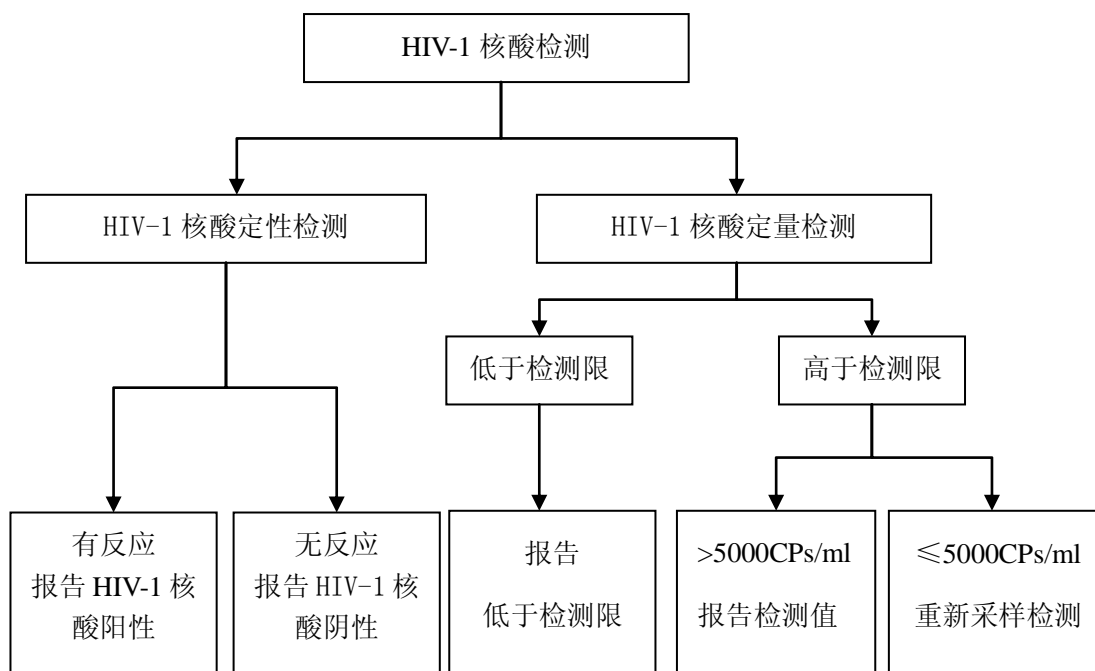 HIV-1 核酸检测
HIV-1 核酸定性检测
HIV-1 核酸定量检测
低于检测限
高于检测限
有反应
报告 HIV-1 核
酸阳性
无反应
报告 HIV-1 核
酸阴性
报告
低于检测限
>5000CPs/ml
报告检测值
≤5000CPs/ml
重新采样检测